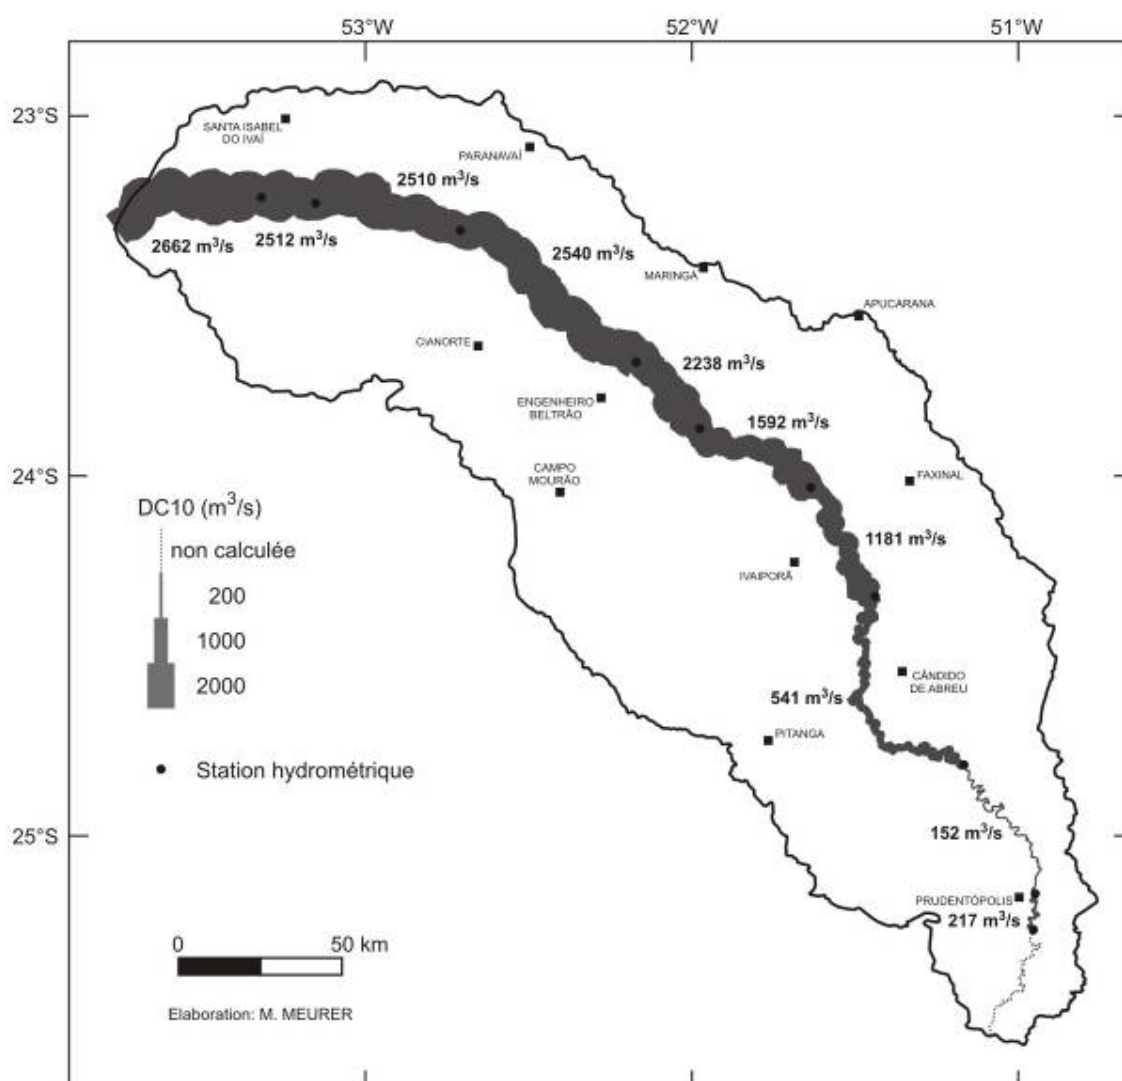 53°W
52°W
51°W
23°S
SANTA ISABEL
DO IVAÍ
PARANAVAÍ
2510 m³/s
2662 m³/s
2512 m³/s
2540 m³/s
MARINGÁ
APUCARANA
CIANORTE
2238 m³/s
ENGENHEIRO
BELTRÃO
1592 m³/s
24°S
CAMPO
MOURÃO
FAXINAL
DC10 (m³/s)
non calculée
200
1000
2000
1181 m³/s
IVAIPORÃ
CÂNDIDO
DE ABREU
541 m³/s
PITANGA
Station hydrométrique
25°S
152 m³/s
PRUDENTÓPOLIS
217 m³/s
0
50 km
Elaboration: M. MEURER